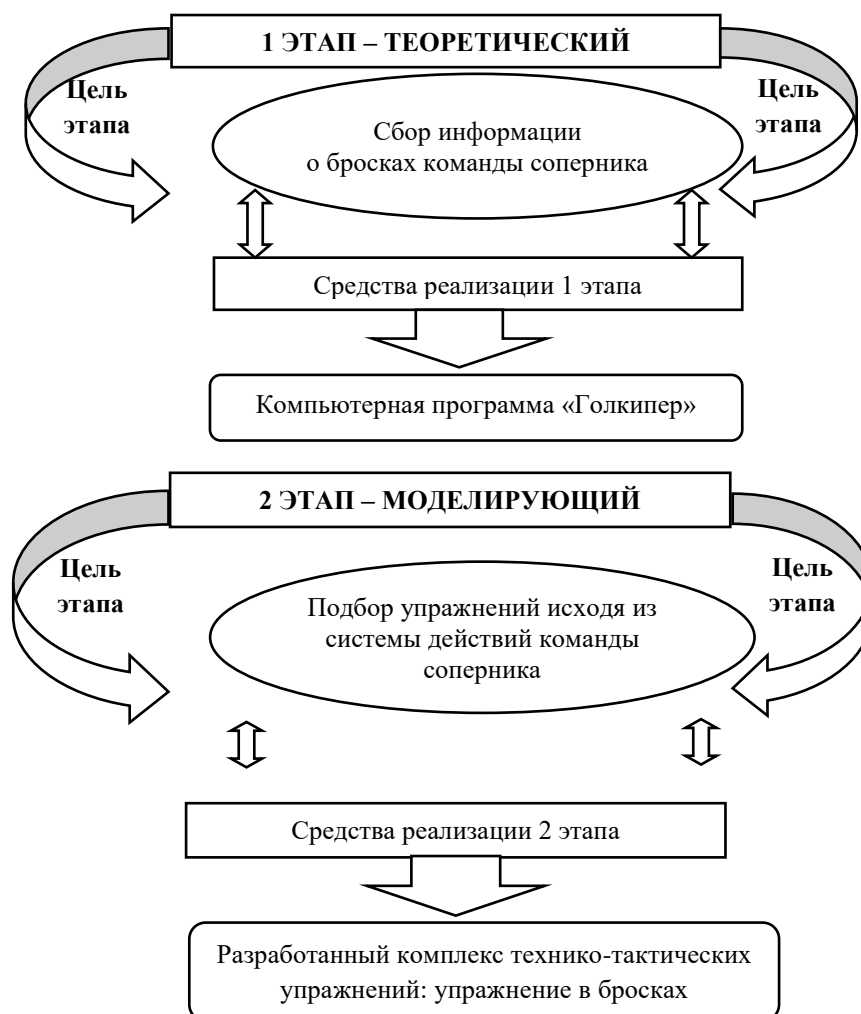 1 ЭТАП – ТЕОРЕТИЧЕСКИЙ
Цель
этапа
Цель
этапа
Сбор информации
о бросках команды соперника
Средства реализации 1 этапа
Компьютерная программа «Голкипер»
2 ЭТАП – МОДЕЛИРУЮЩИЙ
Цель
этапа
Цель
этапа
Подбор упражнений исходя из
системы действий команды
соперника
Средства реализации 2 этапа
Разработанный комплекс технико-тактических
упражнений: упражнение в бросках